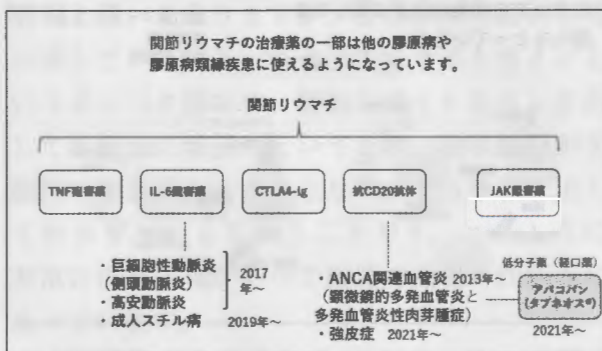 関節リウマチの治療薬の一部は他の膠原病や
膠原病類縁疾患に使えるようになっています。
関節リウマチ
TNF阻害薬
IL-6阻害薬
CTLA4-Ig
抗CD20抗体
JAK阻害薬
・巨細胞性動脈炎
(側頭動脈炎)
・高安動脈炎
2017
年～
・成人スチル病
2019年～
・ANCA関連血管炎 2013年～
(顕微鏡的多発血管炎と
多発血管炎性肉芽腫症)
・強皮症 2021年～
低分子薬（経口薬）
アバコパン
(タブネオス®)
2021年～